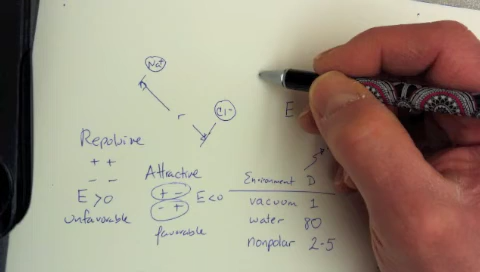 Na+
r
Cl-
E
Repulsive
+ +
- -
E>0
unfavorable
Attractive
+ -
- +
E<0
favorable
Environment D
vacuum 1
water 80
nonpolar 2-5